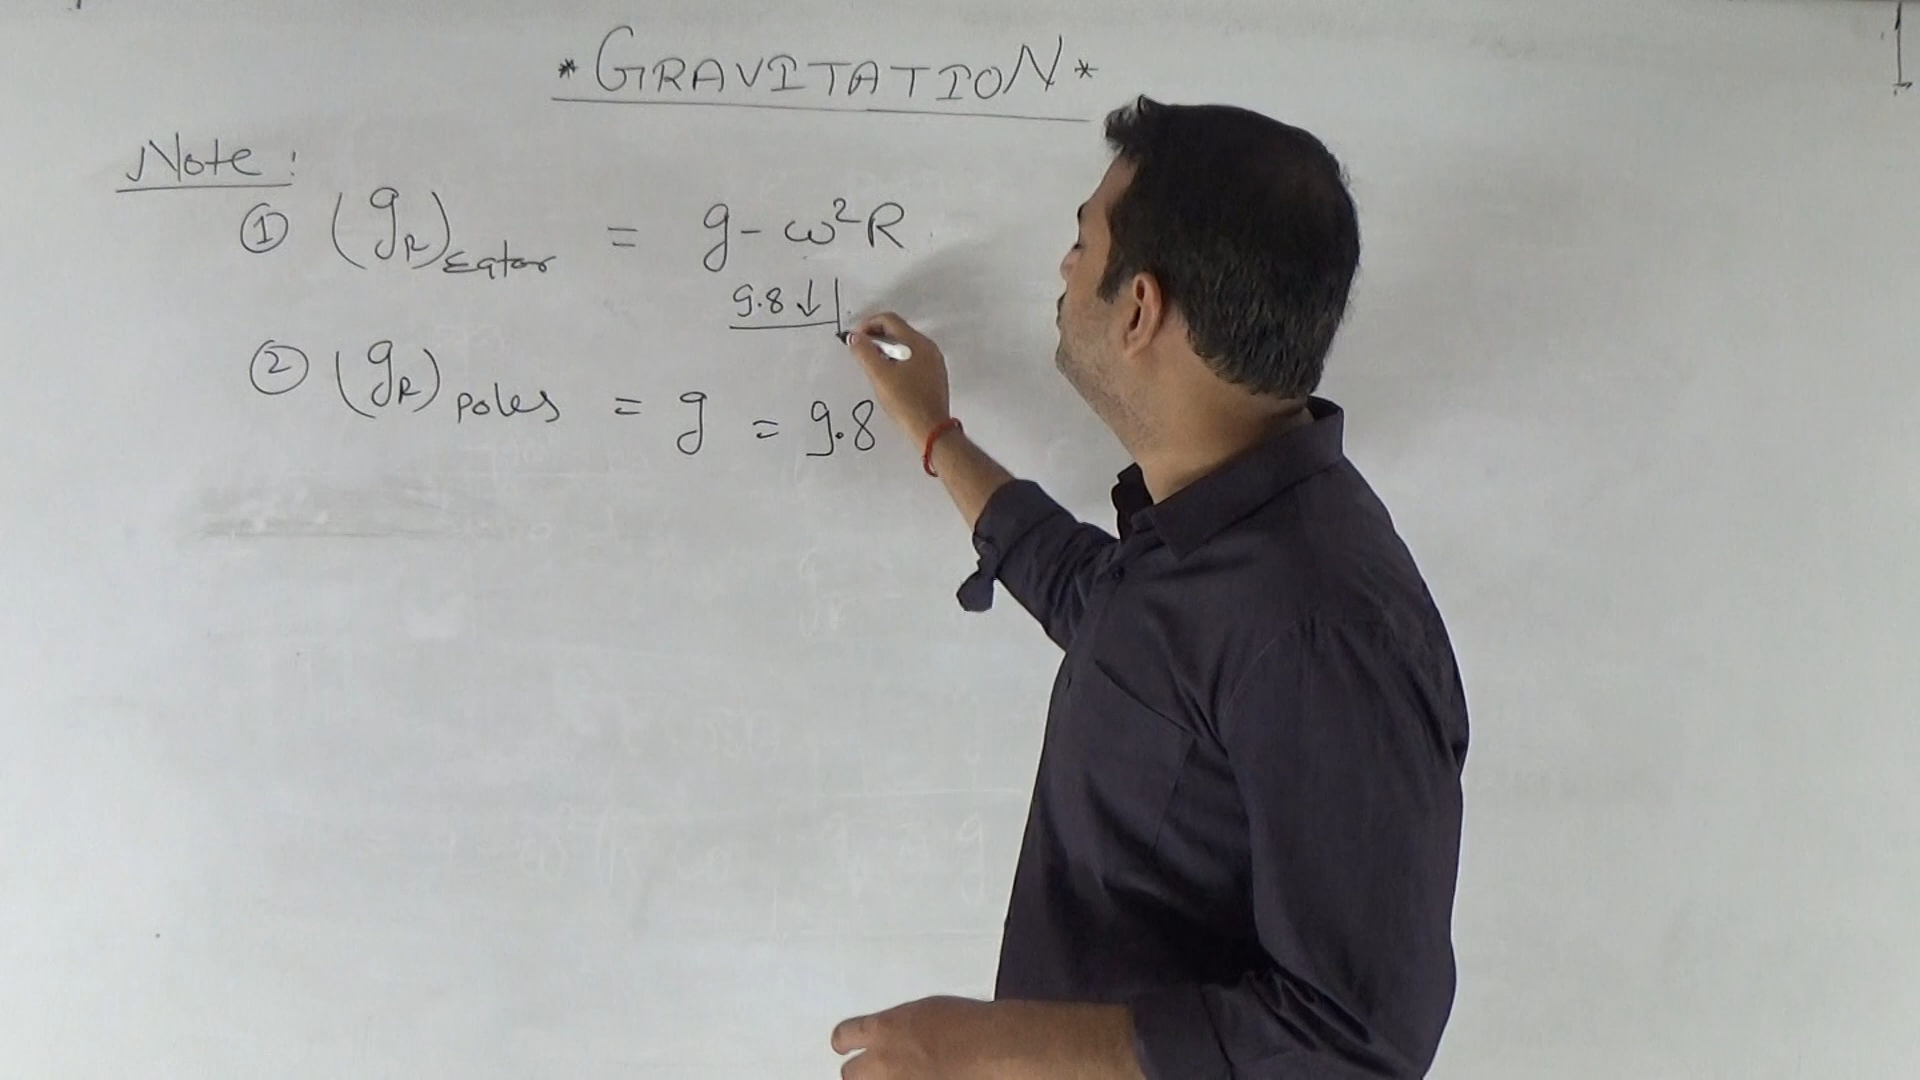 * GRAVITATION *
Note :
① (gR)Eqtor = g - ω²R
9.8 ↓
② (gR)poles = g = 9.8